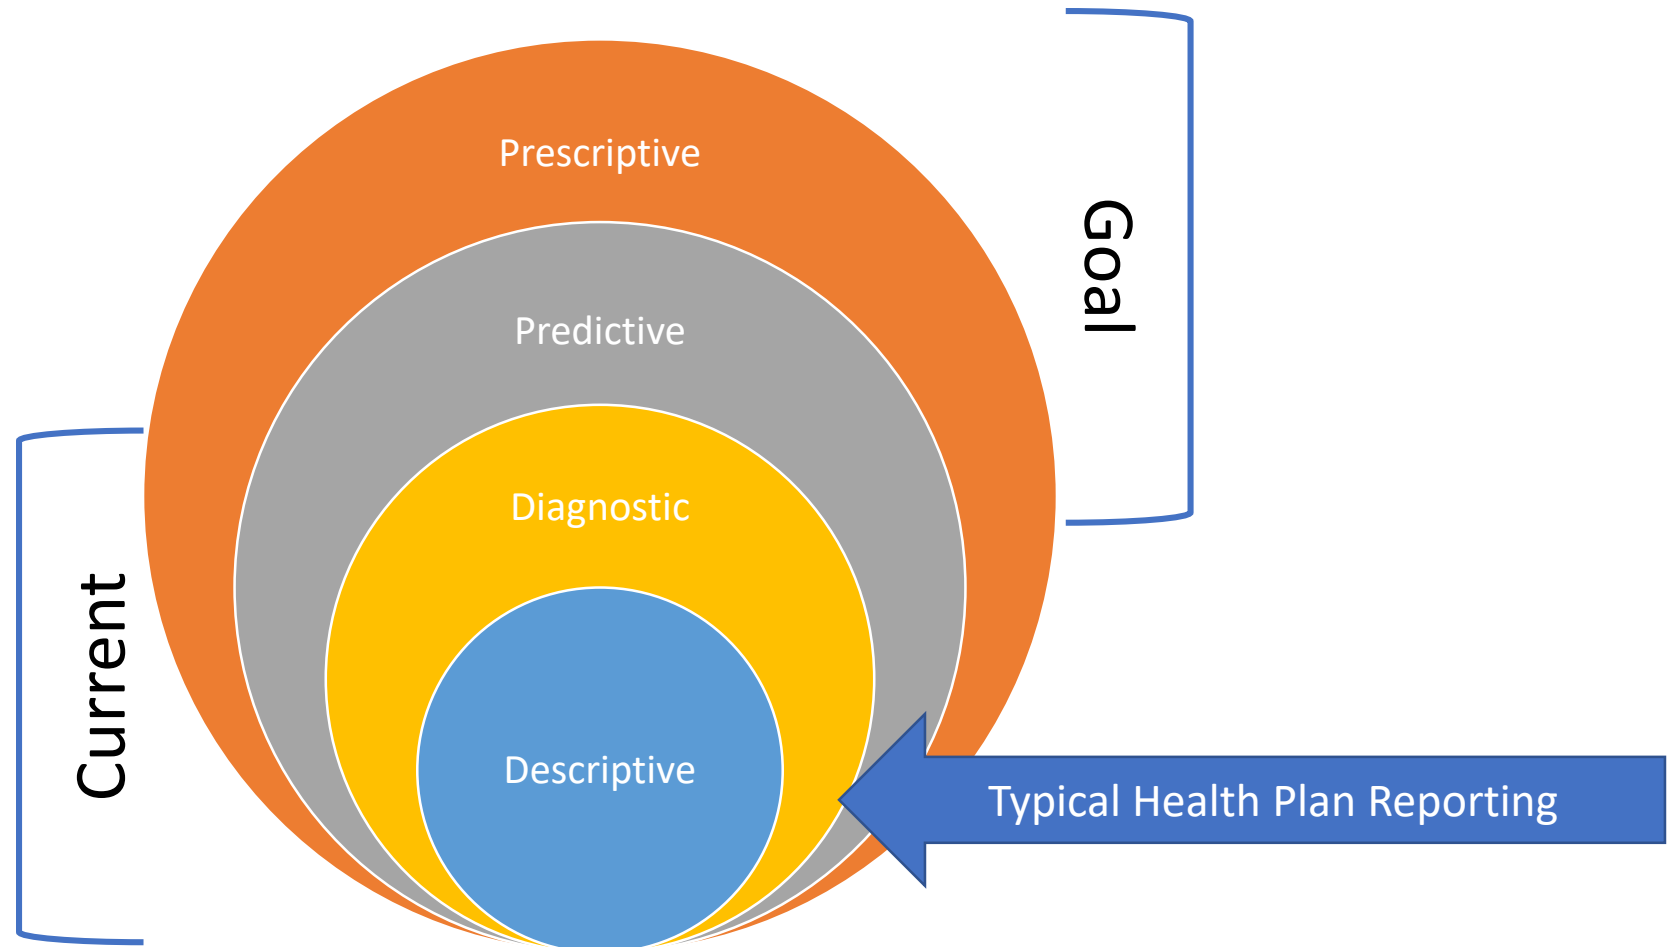 Prescriptive
Goal
Predictive
Diagnostic
Current
Descriptive
Typical Health Plan Reporting